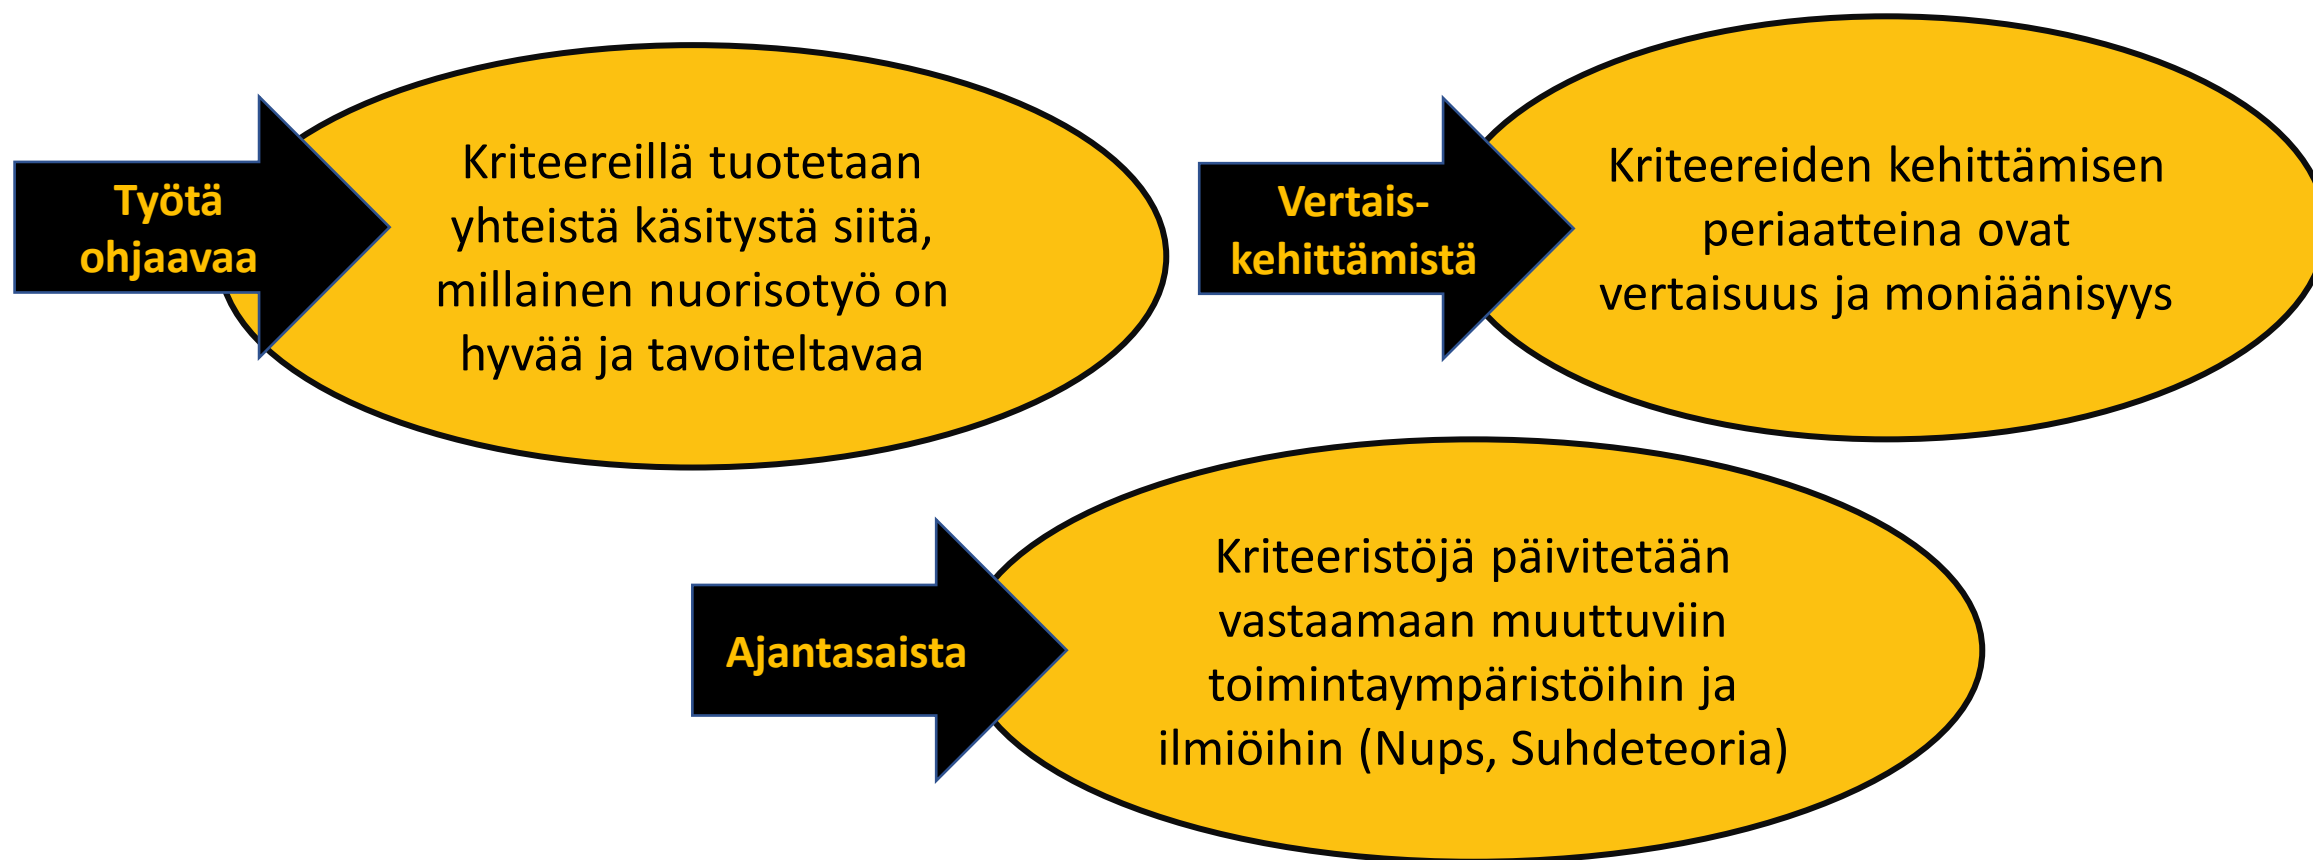 Työtä
ohjaavaa
Kriteereillä tuotetaan
yhteistä käsitystä siitä,
millainen nuorisotyö on
hyvää ja tavoiteltavaa
Vertais-
kehittämistä
Kriteereiden kehittämisen
periaatteina ovat
vertaisuus ja moniäänisyys
Ajantasaista
Kriteeristöjä päivitetään
vastaamaan muuttuviin
toimintaympäristöihin ja
ilmiöihin (Nups, Suhdeteoria)